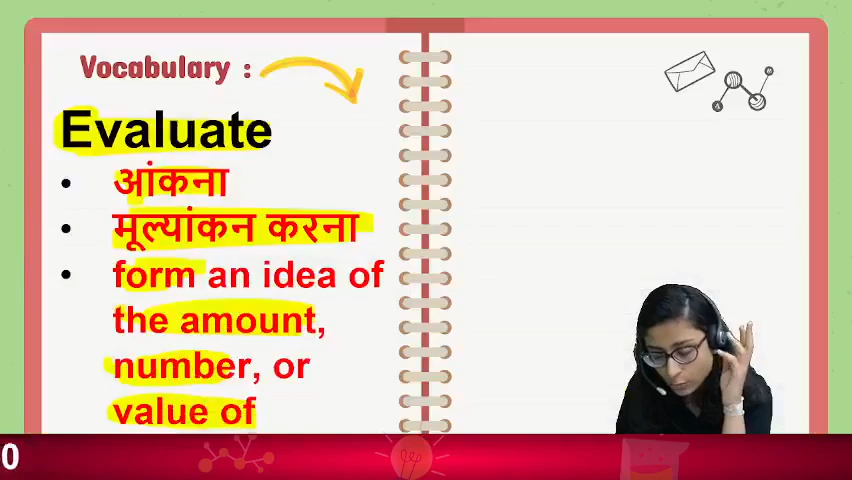 Vocabulary :
Evaluate
• आंकना
• मूल्यांकन करना
• form an idea of
the amount,
number, or
value of
0